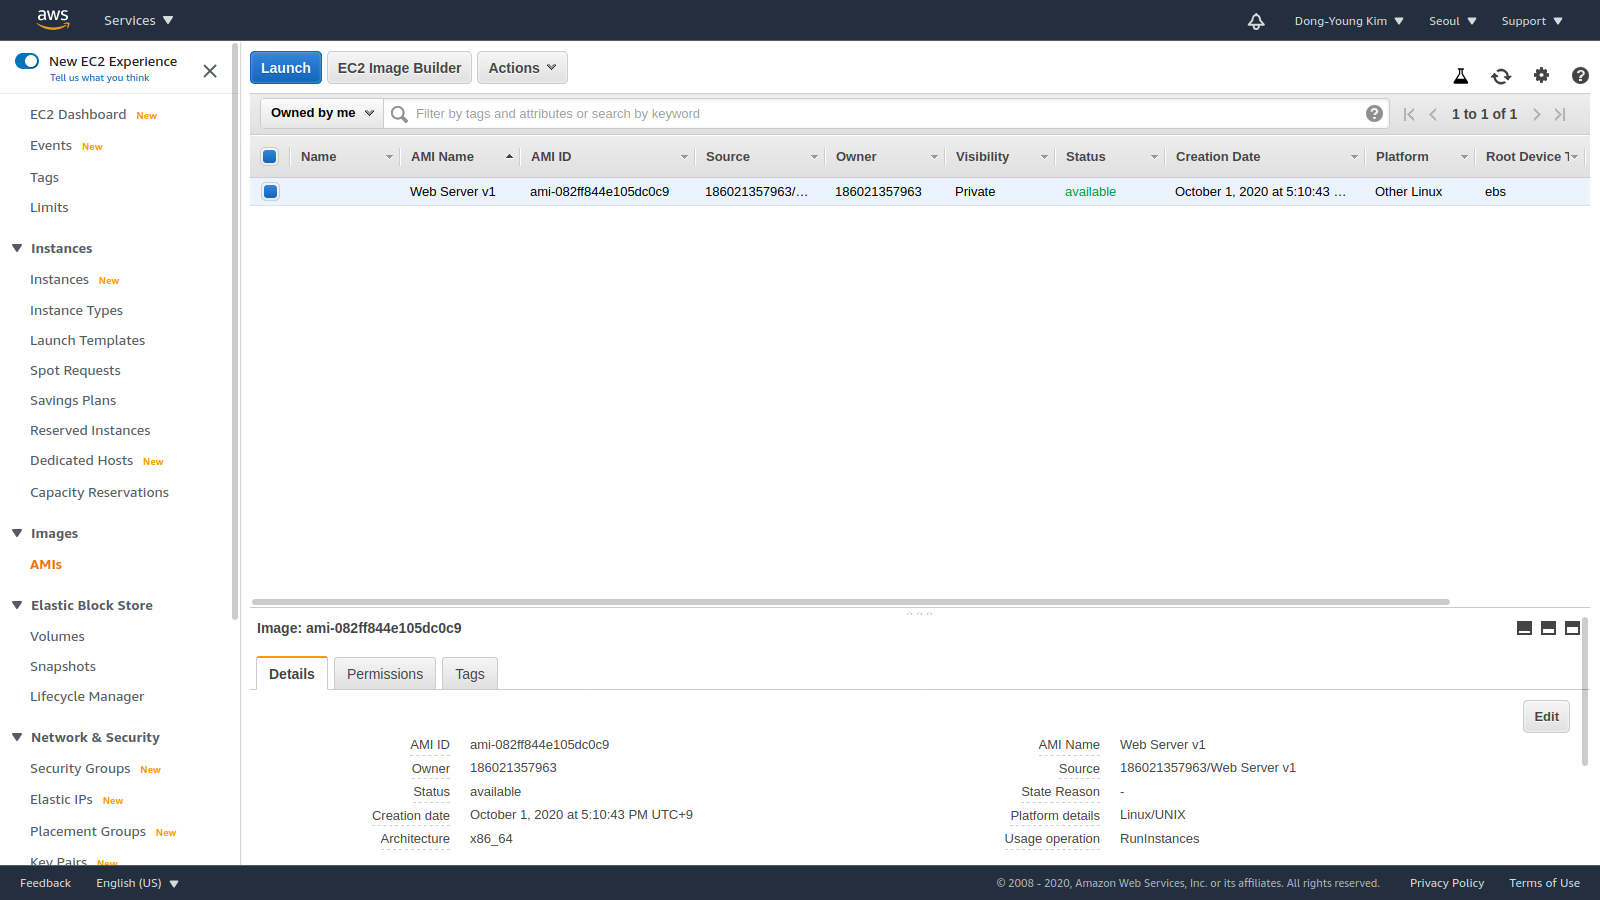 aws Services Dong-Young Kim Seoul Support
New EC2 Experience
Tell us what you think
EC2 Dashboard New
Events New
Tags
Limits
Instances
Instances New
Instance Types
Launch Templates
Spot Requests
Savings Plans
Reserved Instances
Dedicated Hosts New
Capacity Reservations
Images
AMIs
Elastic Block Store
Volumes
Snapshots
Lifecycle Manager
Network & Security
Security Groups New
Elastic IPs New
Placement Groups New
Key Pairs New
Launch EC2 Image Builder Actions
Owned by me Filter by tags and attributes or search by keyword 1 to 1 of 1
Name AMI Name AMI ID Source Owner Visibility Status Creation Date Platform Root Device T
Web Server v1 ami-082ff844e105dc0c9 186021357963/... 186021357963 Private available October 1, 2020 at 5:10:43 ... Other Linux ebs
Image: ami-082ff844e105dc0c9
Details Permissions Tags
Edit
AMI ID ami-082ff844e105dc0c9 AMI Name Web Server v1
Owner 186021357963 Source 186021357963/Web Server v1
Status available State Reason -
Creation date October 1, 2020 at 5:10:43 PM UTC+9 Platform details Linux/UNIX
Architecture x86_64 Usage operation RunInstances
Feedback English (US) © 2008 - 2020, Amazon Web Services, Inc. or its affiliates. All rights reserved. Privacy Policy Terms of Use